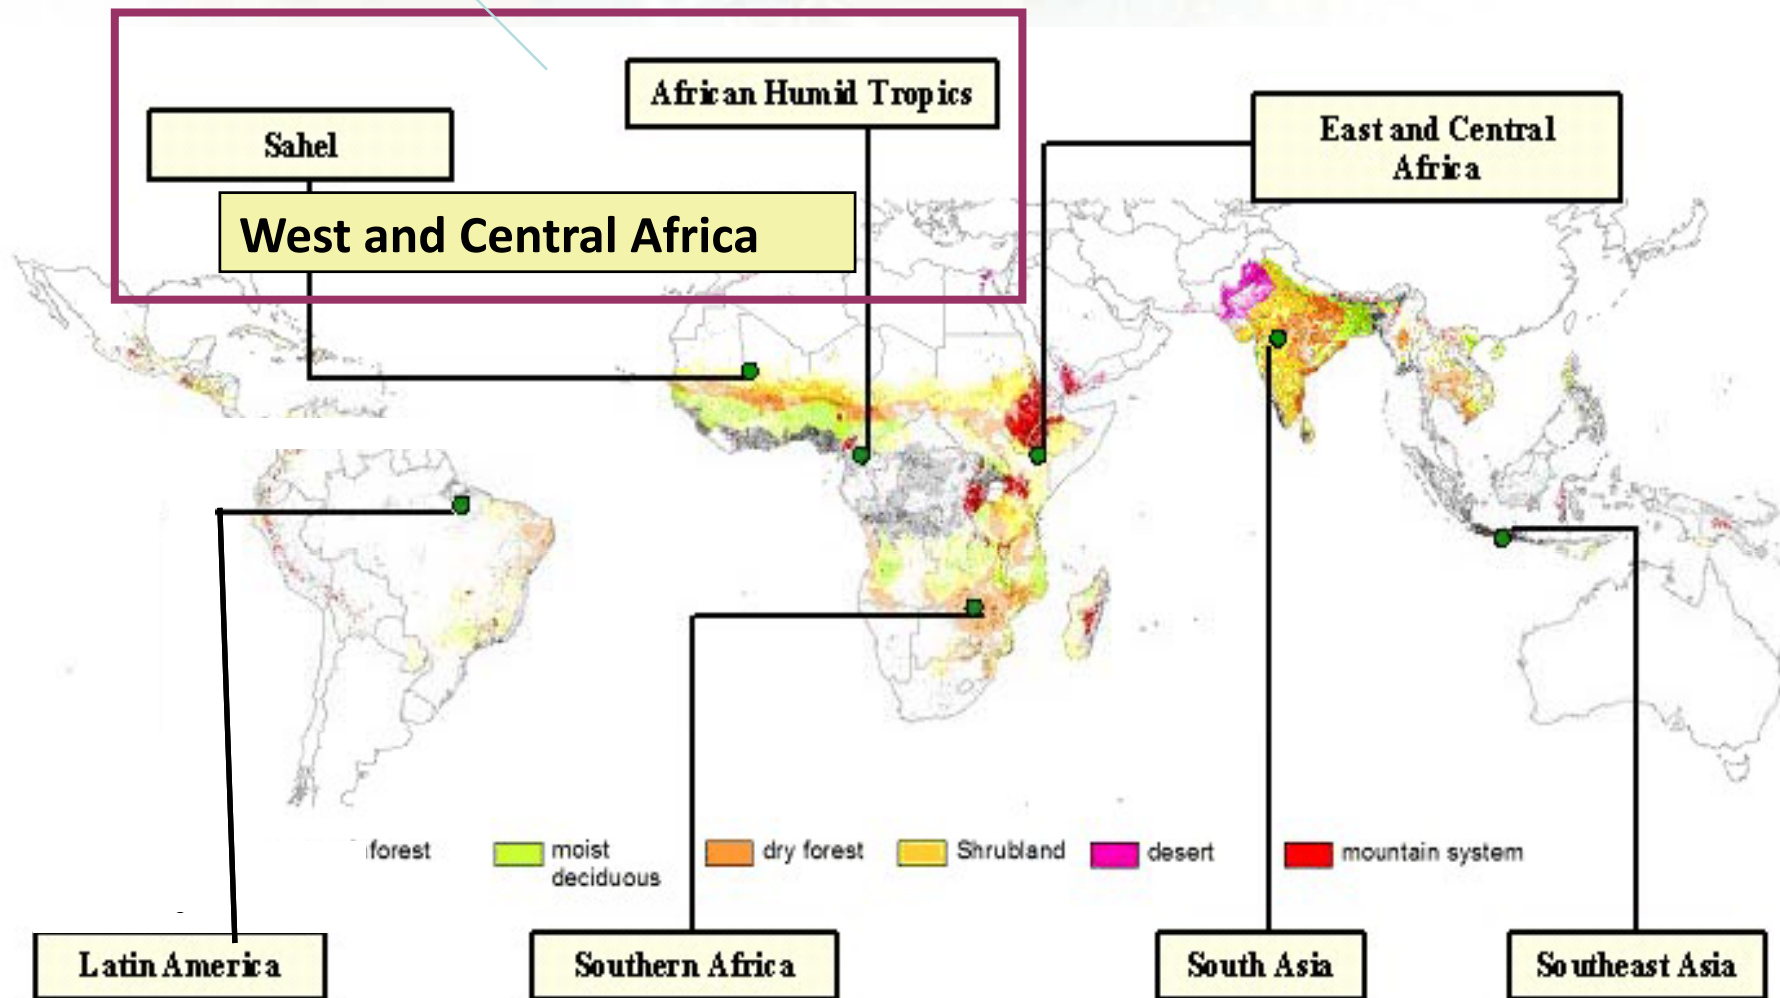 African Humid Tropics
Sahel
East and Central
Africa
West and Central Africa
forest
moist
deciduous
dry forest
Shrubland
desert
mountain system
Latin America
Southern Africa
South Asia
Southeast Asia